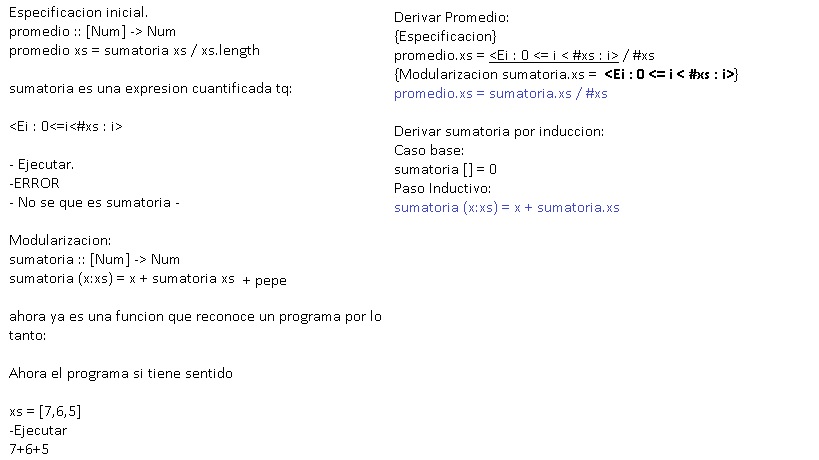 Especificacion inicial.
promedio :: [Num] -> Num
promedio xs = sumatoria xs / xs.length
sumatoria es una expresion cuantificada tq:
<Ei : 0<=i<#xs : i>
- Ejecutar.
-ERROR
- No se que es sumatoria -
Modularizacion:
sumatoria :: [Num] -> Num
sumatoria (x:xs) = x + sumatoria xs + pepe
ahora ya es una funcion que reconoce un programa por lo
tanto:
Ahora el programa si tiene sentido
xs = [7,6,5]
-Ejecutar
7+6+5
Derivar Promedio:
{Especificacion}
promedio.xs = <Ei : 0 <= i < #xs : i> / #xs
{Modularizacion sumatoria.xs = <Ei : 0 <= i < #xs : i>}
promedio.xs = sumatoria.xs / #xs
Derivar sumatoria por induccion:
Caso base:
sumatoria [] = 0
Paso Inductivo:
sumatoria (x:xs) = x + sumatoria.xs